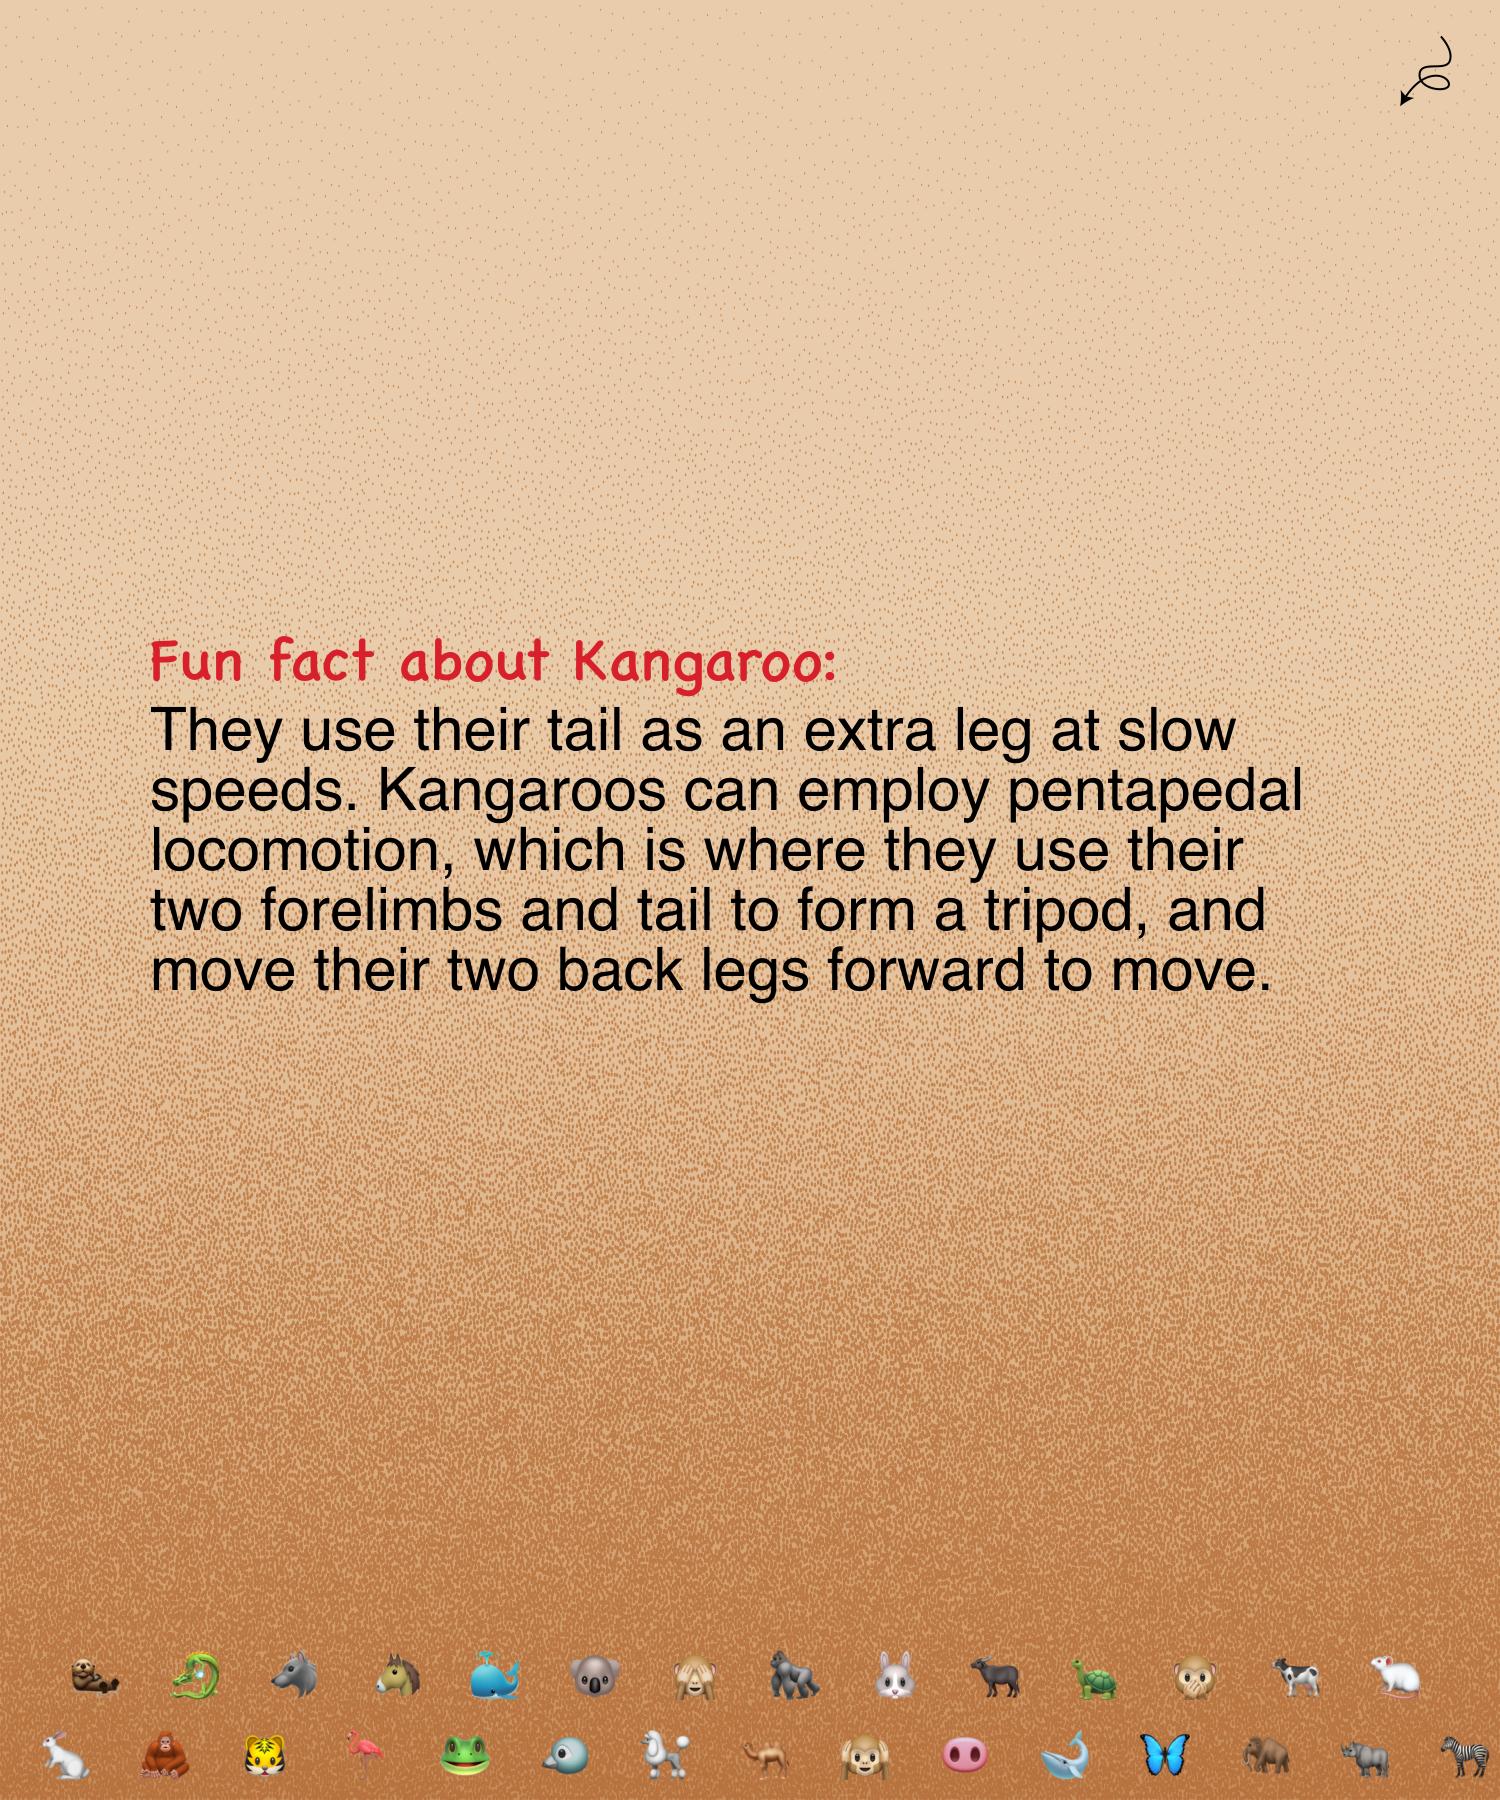 Fun fact about Kangaroo:
They use their tail as an extra leg at slow
speeds. Kangaroos can employ pentapedal
locomotion, which is where they use their
two forelimbs and tail to form a tripod, and
move their two back legs forward to move.